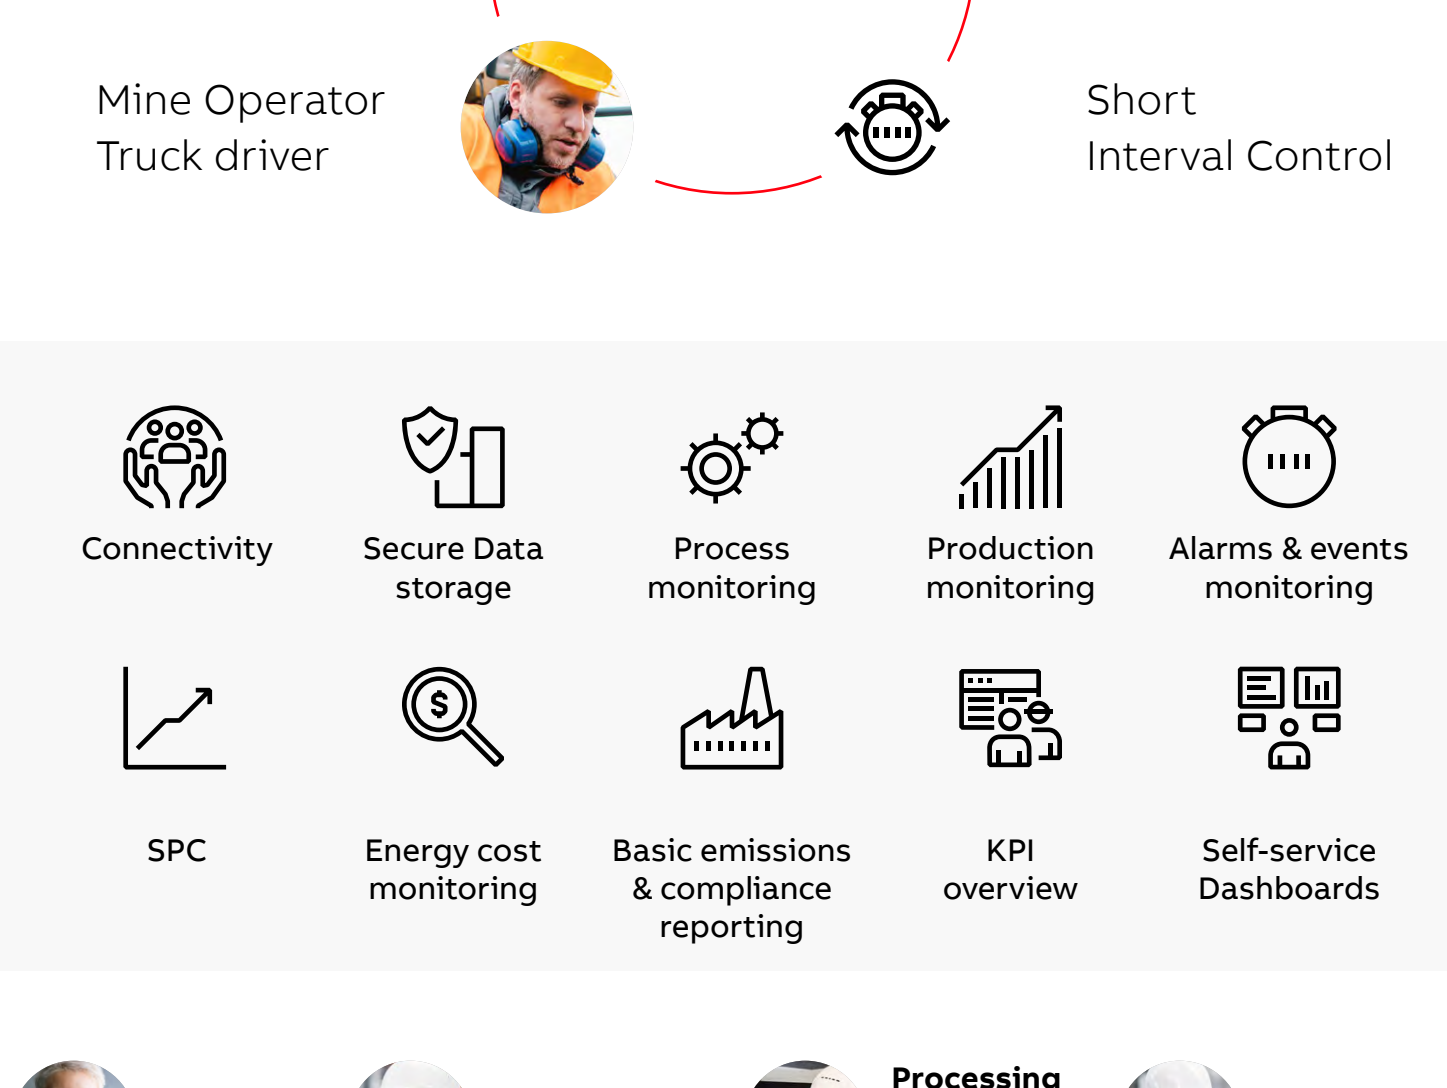 Mine Operator
Truck driver
Short
Interval Control
Connectivity
Secure Data
storage
Process
monitoring
Production
monitoring
Alarms & events
monitoring
SPC
Energy cost
monitoring
Basic emissions
& compliance
reporting
KPI
overview
Self-service
Dashboards
Processing